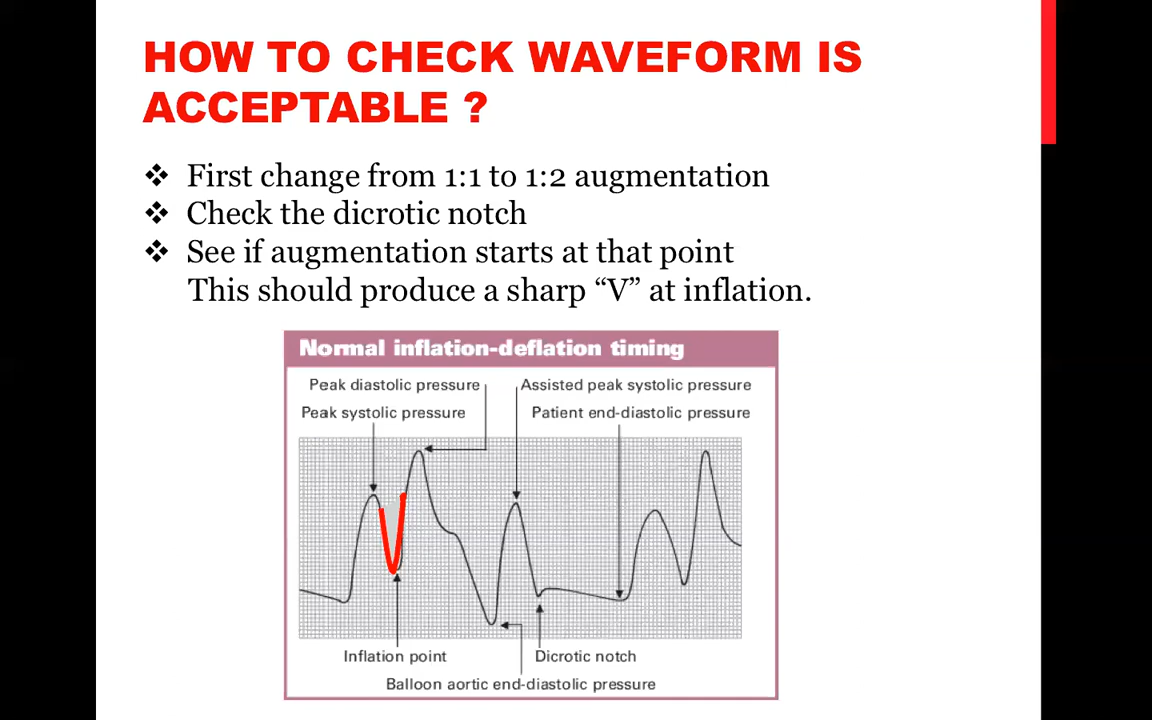 HOW TO CHECK WAVEFORM IS
ACCEPTABLE ?
❖ First change from 1:1 to 1:2 augmentation
❖ Check the dicrotic notch
❖ See if augmentation starts at that point
This should produce a sharp “V” at inflation.
Normal inflation-deflation timing
Peak diastolic pressure
Assisted peak systolic pressure
Peak systolic pressure
Patient end-diastolic pressure
Inflation point
Dicrotic notch
Balloon aortic end-diastolic pressure